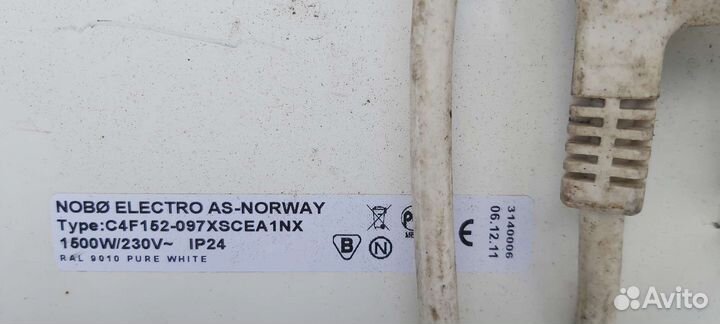 NOBØ ELECTRO AS-NORWAY
Type:C4F152-097XSCEA1NX
1500W/230V~ IP24
RAL 9010 PURE WHITE
B
N
CE
3140006
06.12.11
Avito